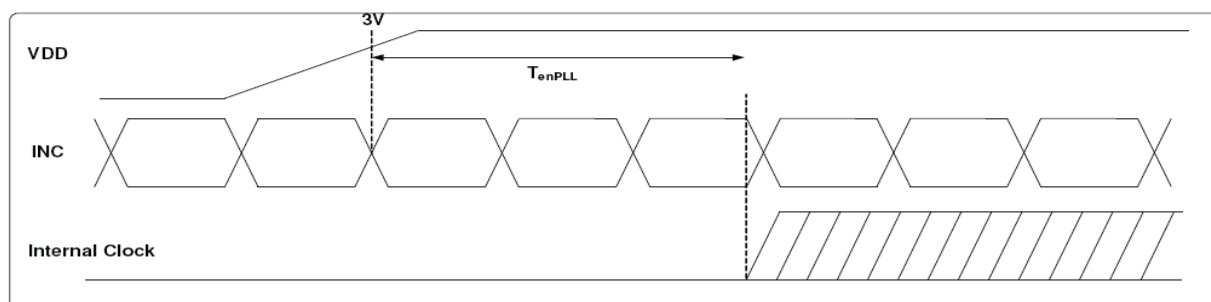 3V
VDD
TenPLL
INC
Internal Clock